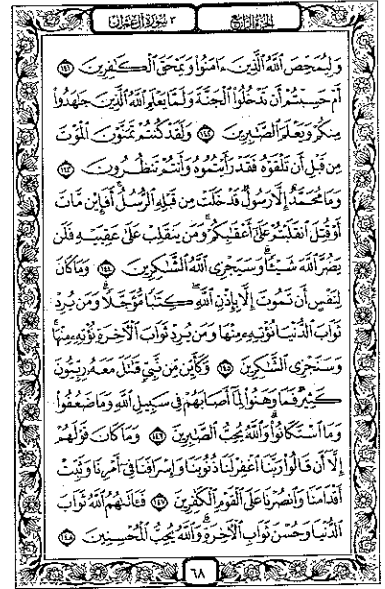 الجزء الرابع
٣ سورة آل عمران
وَلِيُمَحِّصَ ٱللَّهُ ٱلَّذِينَ ءَامَنُوا۟ وَيَمْحَقَ ٱلْكَـٰفِرِينَ ١٤١
أَمْ حَسِبْتُمْ أَن تَدْخُلُوا۟ ٱلْجَنَّةَ وَلَمَّا يَعْلَمِ ٱللَّهُ ٱلَّذِينَ جَـٰهَدُوا۟
مِنكُمْ وَيَعْلَمَ ٱلصَّـٰبِرِينَ ١٤٢ وَلَقَدْ كُنتُمْ تَمَنَّوْنَ ٱلْمَوْتَ
مِن قَبْلِ أَن تَلْقَوْهُ فَقَدْ رَأَيْتُمُوهُ وَأَنتُمْ تَنظُرُونَ ١٤٣
وَمَا مُحَمَّدٌ إِلَّا رَسُولٌ قَدْ خَلَتْ مِن قَبْلِهِ ٱلرُّسُلُ أَفَإِي۟ن مَّاتَ
أَوْ قُتِلَ ٱنقَلَبْتُمْ عَلَىٰٓ أَعْقَـٰبِكُمْ وَمَن يَنقَلِبْ عَلَىٰ عَقِبَيْهِ فَلَن
يَضُرَّ ٱللَّهَ شَيْـًٔا وَسَيَجْزِى ٱللَّهُ ٱلشَّـٰكِرِينَ ١٤٤ وَمَا كَانَ
لِنَفْسٍ أَن تَمُوتَ إِلَّا بِإِذْنِ ٱللَّهِ كِتَـٰبًا مُّؤَجَّلًا وَمَن يُرِدْ
ثَوَابَ ٱلدُّنْيَا نُؤْتِهِۦ مِنْهَا وَمَن يُرِدْ ثَوَابَ ٱلْـَٔاخِرَةِ نُؤْتِهِۦ مِنْهَا
وَسَنَجْزِى ٱلشَّـٰكِرِينَ ١٤٥ وَكَأَيِّن مِّن نَّبِىٍّ قَـٰتَلَ مَعَهُۥ رِبِّيُّونَ
كَثِيرٌ فَمَا وَهَنُوا۟ لِمَآ أَصَابَهُمْ فِى سَبِيلِ ٱللَّهِ وَمَا ضَعُفُوا۟
وَمَا ٱسْتَكَانُوا۟ وَٱللَّهُ يُحِبُّ ٱلصَّـٰبِرِينَ ١٤٦ وَمَا كَانَ قَوْلَهُمْ
إِلَّآ أَن قَالُوا۟ رَبَّنَا ٱغْفِرْ لَنَا ذُنُوبَنَا وَإِسْرَافَنَا فِىٓ أَمْرِنَا وَثَبِّتْ
أَقْدَامَنَا وَٱنصُرْنَا عَلَى ٱلْقَوْمِ ٱلْكَـٰفِرِينَ ١٤٧ فَـَٔاتَىٰهُمُ ٱللَّهُ ثَوَابَ
ٱلدُّنْيَا وَحُسْنَ ثَوَابِ ٱلْـَٔاخِرَةِ وَٱللَّهُ يُحِبُّ ٱلْمُحْسِنِينَ ١٤٨
٦٨